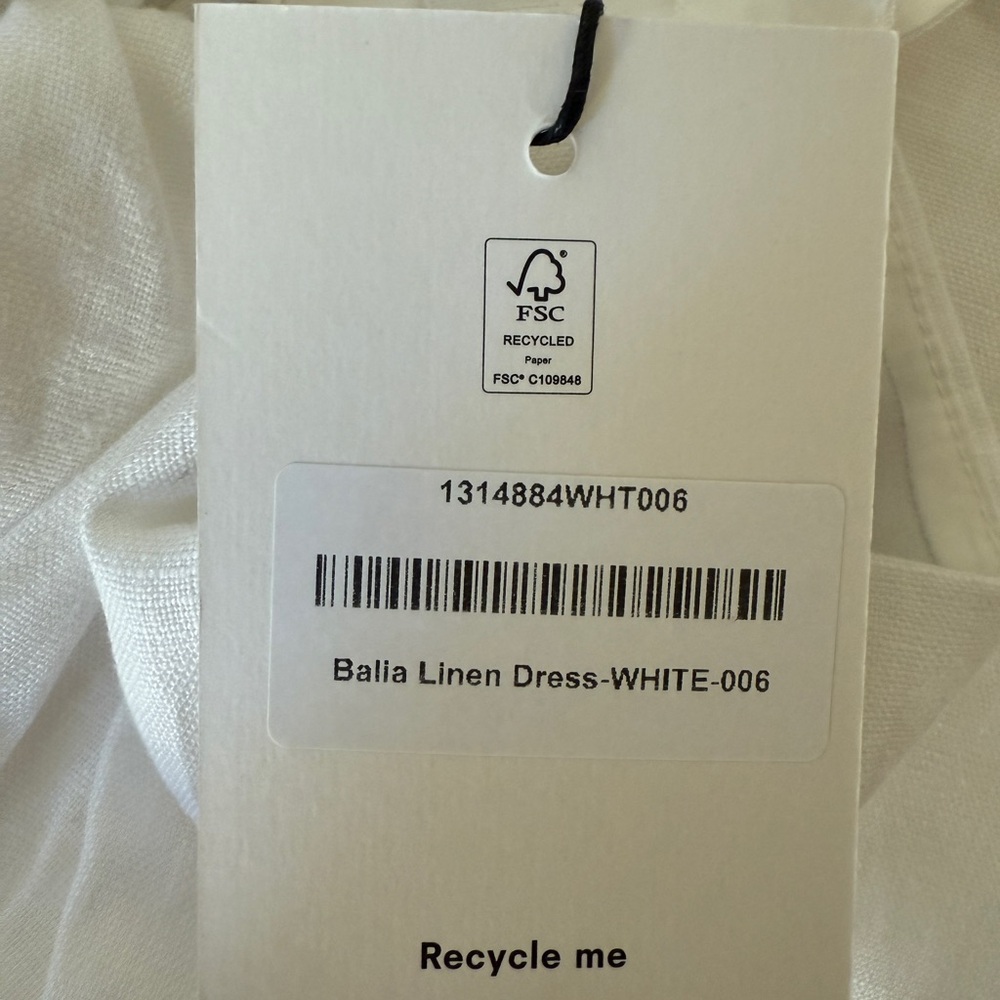 FSC
RECYCLED
Paper
FSC® C109848
1314884WHT006
Balia Linen Dress-WHITE-006
Recycle me